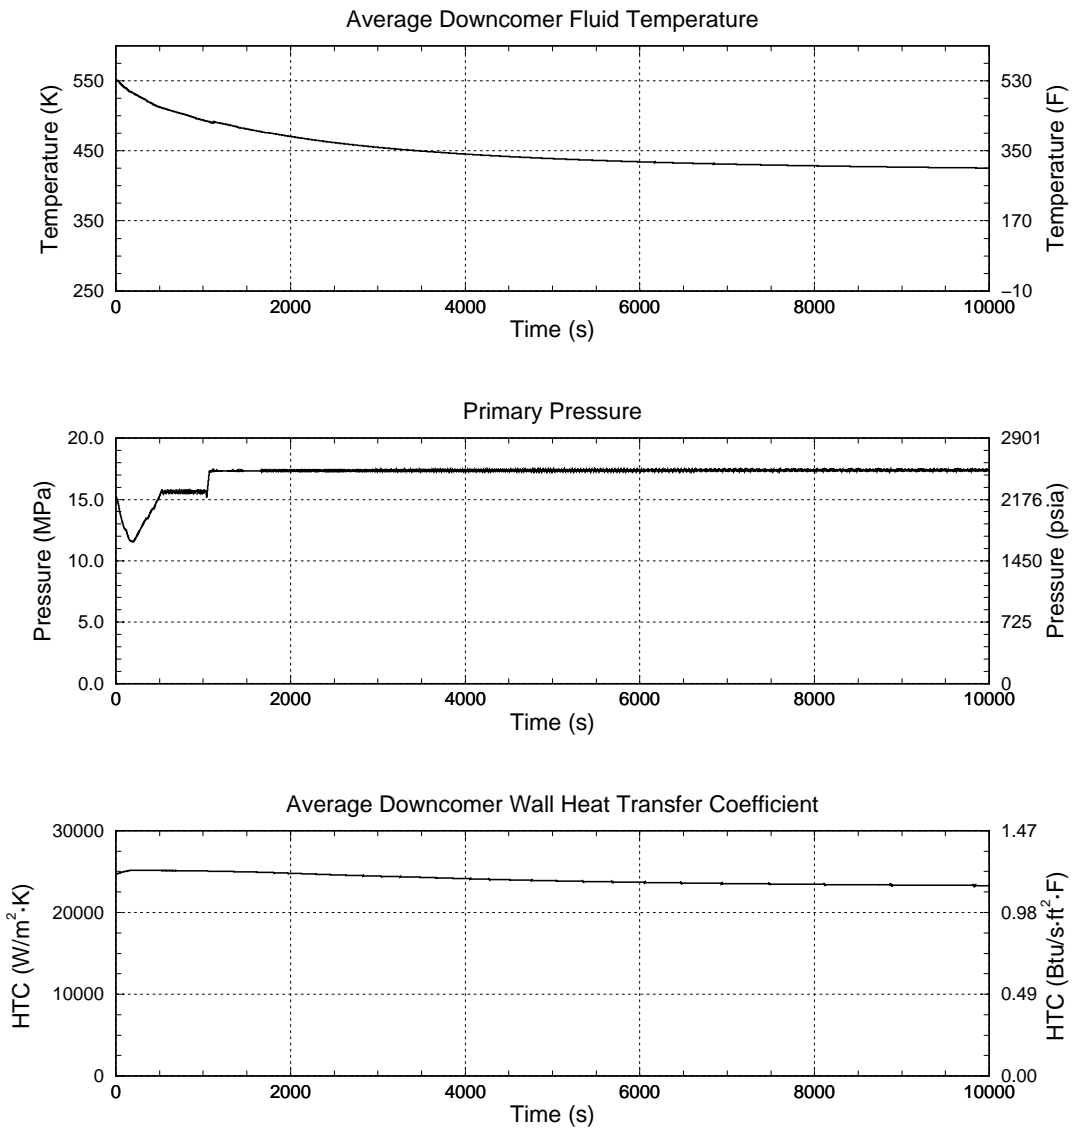 Average Downcomer Fluid Temperature
550
450
350
250
Temperature (K)
530
350
170
−10
Temperature (F)
0 2000 4000 6000 8000 10000
Time (s)
Primary Pressure
20.0
15.0
10.0
5.0
0.0
Pressure (MPa)
2901
2176
1450
725
0
Pressure (psia)
0 2000 4000 6000 8000 10000
Time (s)
Average Downcomer Wall Heat Transfer Coefficient
30000
20000
10000
0
HTC (W/m²·K)
1.47
0.98
0.49
0.00
HTC (Btu/s·ft²·F)
0 2000 4000 6000 8000 10000
Time (s)